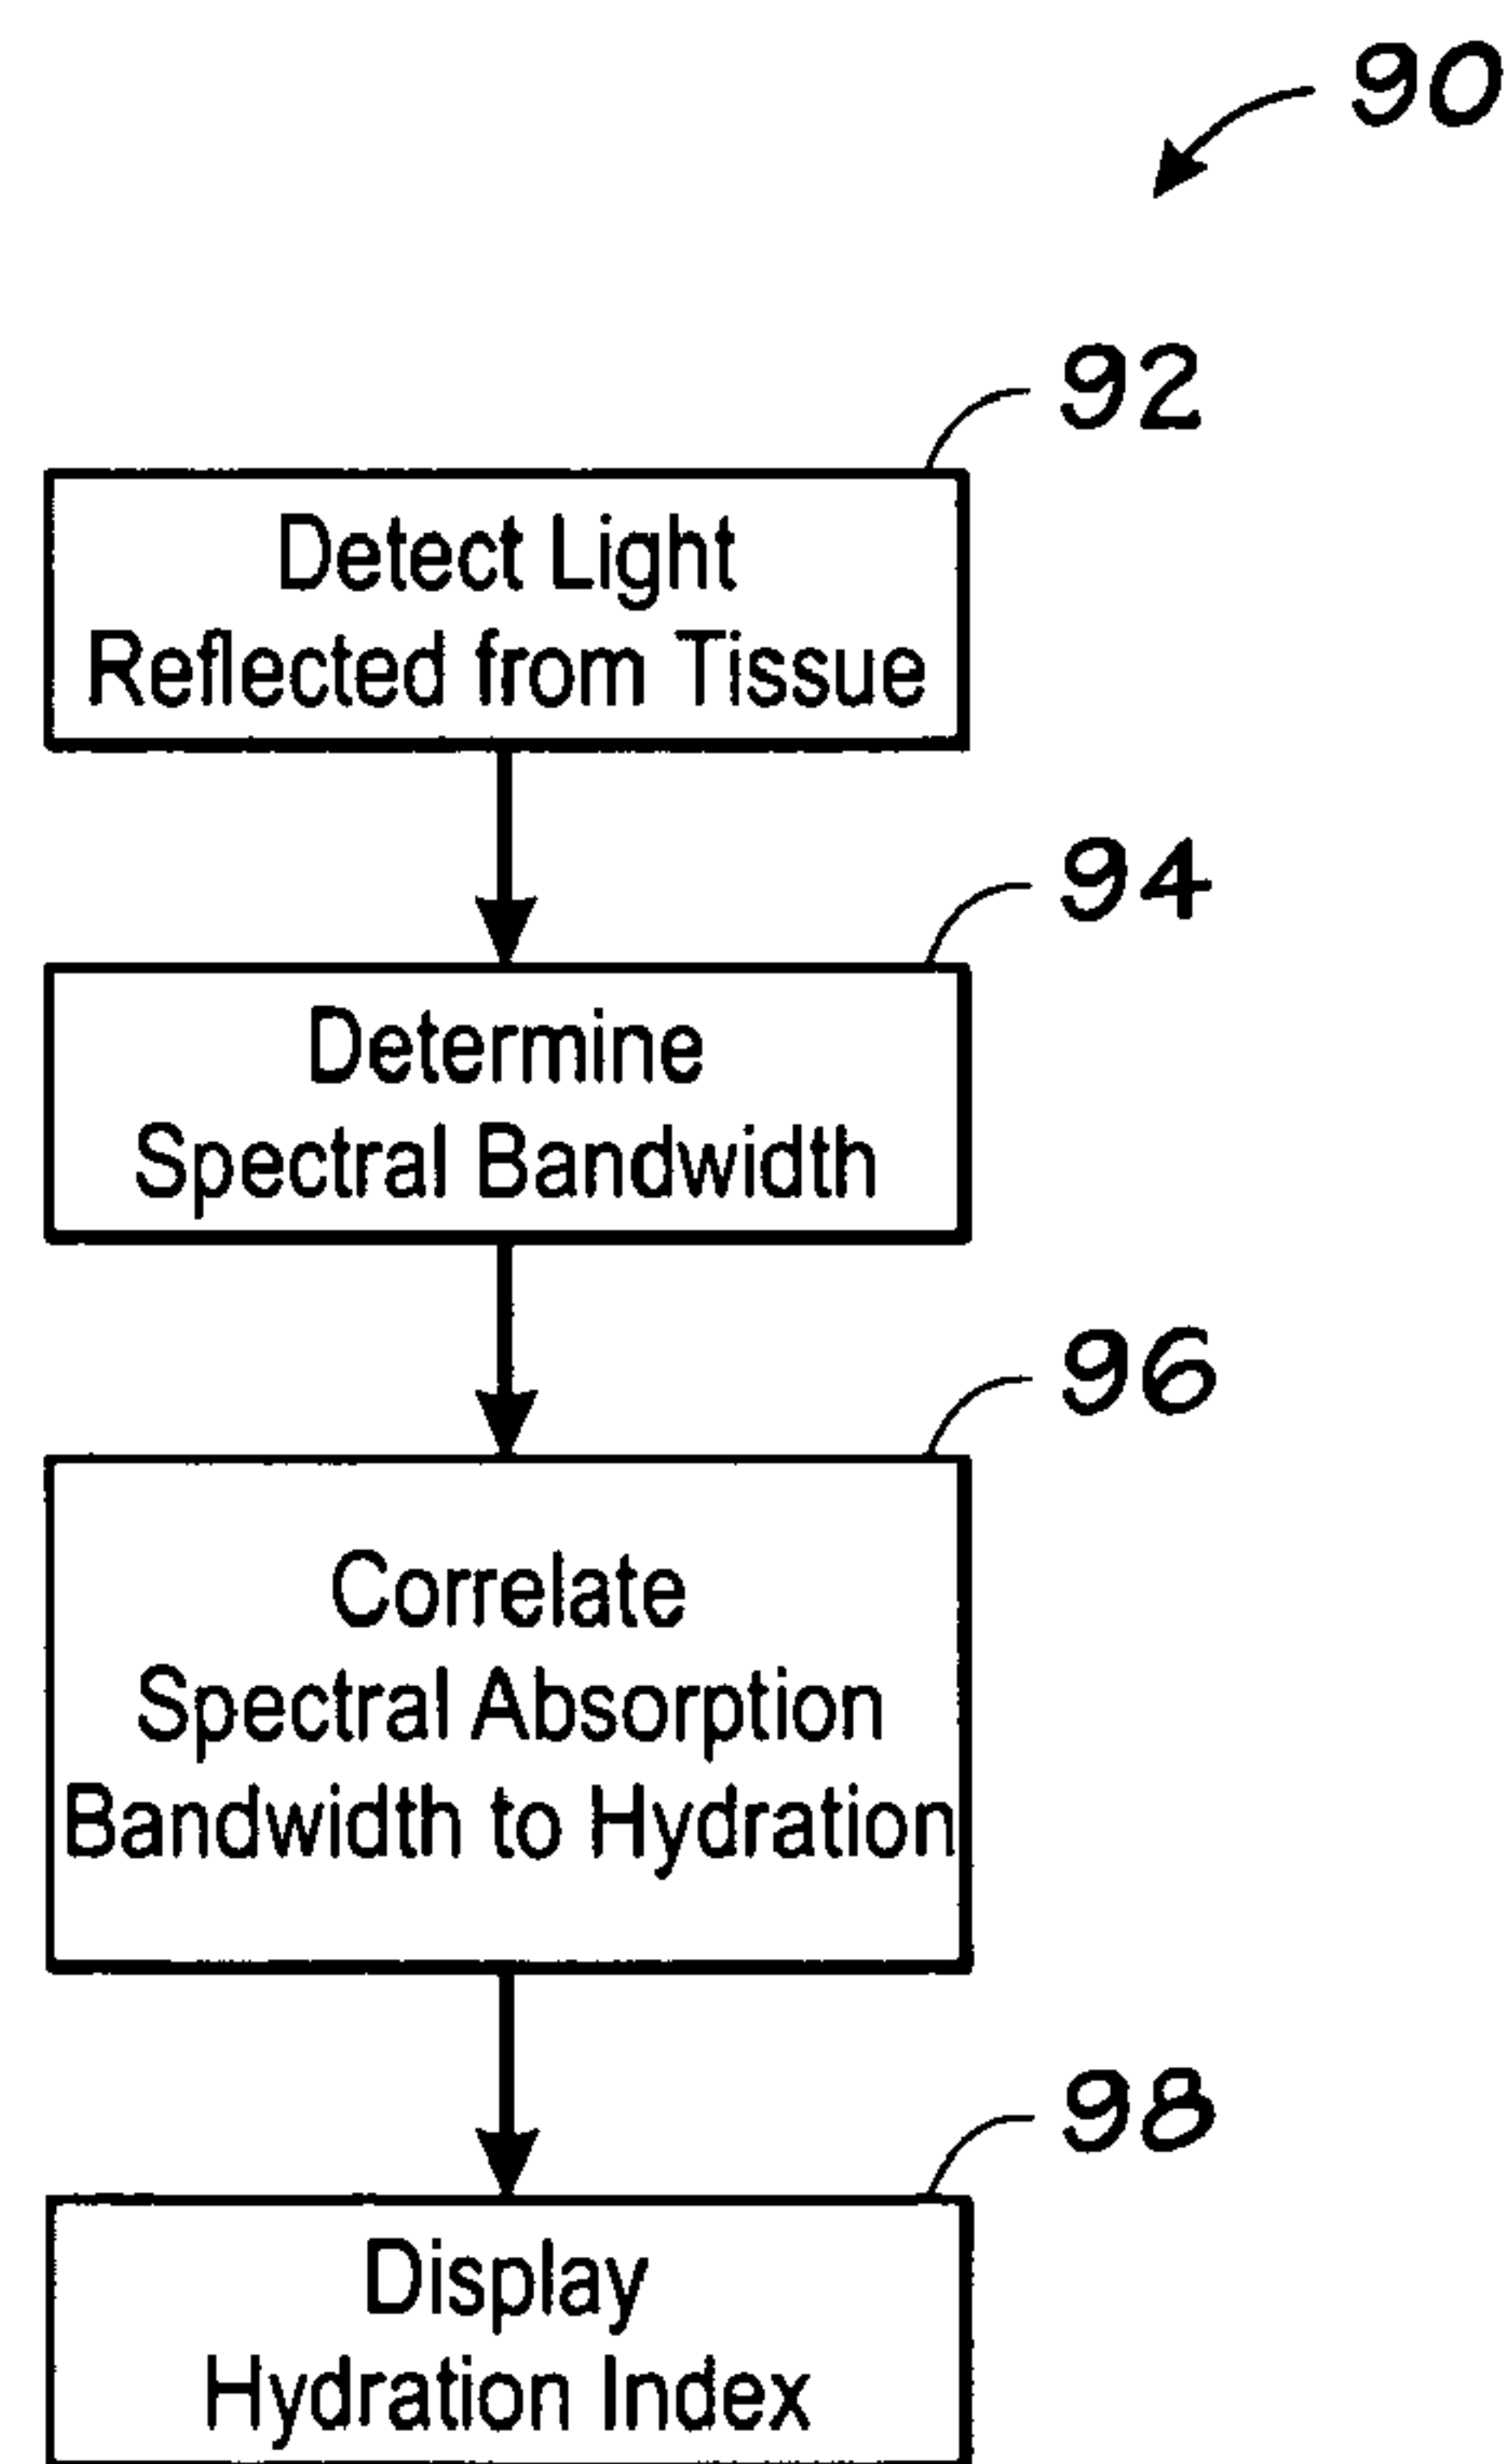 90
92
Detect Light
Reflected from Tissue
94
Determine
Spectral Bandwidth
96
Correlate
Spectral Absorption
Bandwidth to Hydration
98
Display
Hydration Index